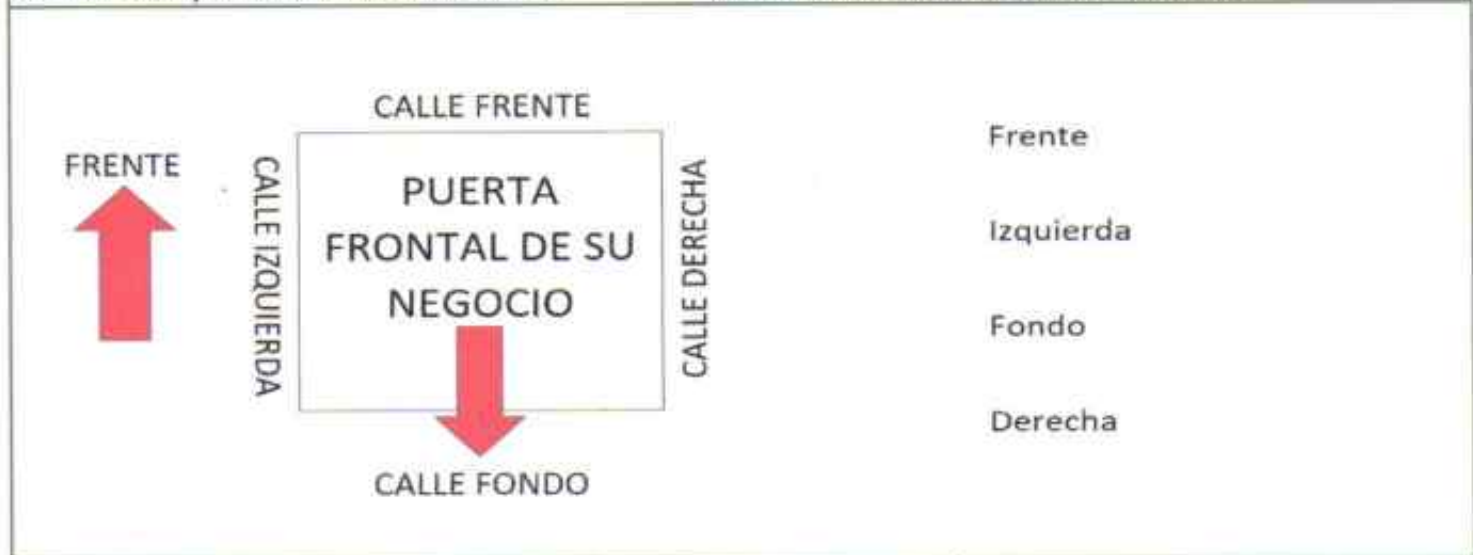 CALLE FRENTE
FRENTE
CALLE IZQUIERDA
PUERTA
FRONTAL DE SU
NEGOCIO
CALLE DERECHA
CALLE FONDO
Frente
Izquierda
Fondo
Derecha